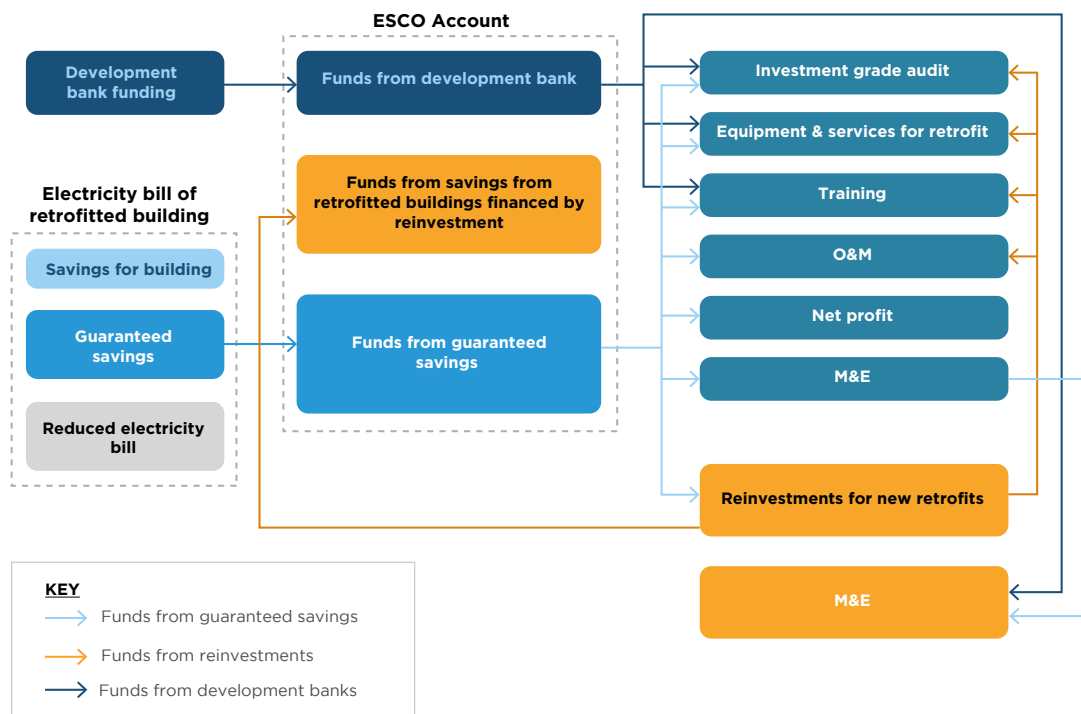 ESCO Account
Development
bank funding
Funds from development bank
Investment grade audit
Equipment & services for retrofit
Training
O&M
Net profit
M&E
Funds from savings from
retrofitted buildings financed by
reinvestment
Electricity bill of
retrofitted building
Savings for building
Guaranteed
savings
Reduced electricity
bill
Funds from guaranteed
savings
Reinvestments for new retrofits
M&E
KEY
Funds from guaranteed savings
Funds from reinvestments
Funds from development banks